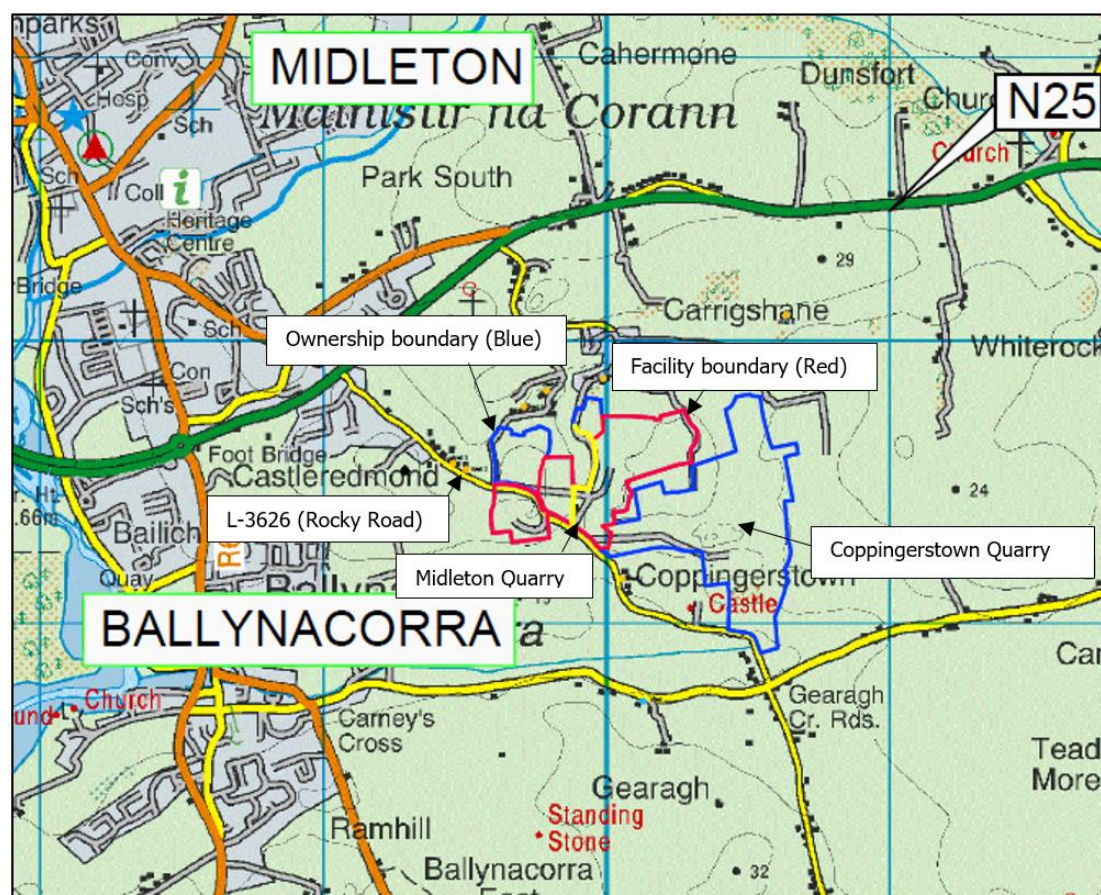 MIDLETON
Mainistir na Corann
Conv
Hosp
Sch
Cahermone
Dunsfort
N25
Church
Park South
Sch
Coll
i
Heritage
Centre
Bridge
29
Carrigshane
Whiterock
Sch
Ownership boundary (Blue)
Facility boundary (Red)
Con
Sch's
Foot Bridge
Castleredmond
24
L-3626 (Rocky Road)
Bailich
Midleton Quarry
Coppingerstown Quarry
Quay
Coppingerstown
Castle
BALLYNACORRA
Church
Carney's
Cross
Gearagh
Cr. Rds.
Gearagh
Standing
Stone
Ramhill
Ballynacorra
East
32